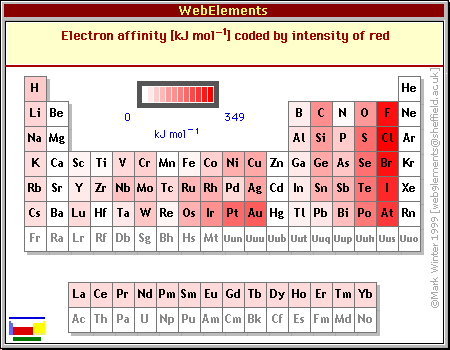 WebElements
Electron affinity [kJ mol⁻¹] coded by intensity of red
0 349
kJ mol⁻¹
H He
Li Be B C N O F Ne
Na Mg Al Si P S Cl Ar
K Ca Sc Ti V Cr Mn Fe Co Ni Cu Zn Ga Ge As Se Br Kr
Rb Sr Y Zr Nb Mo Tc Ru Rh Pd Ag Cd In Sn Sb Te I Xe
Cs Ba Lu Hf Ta W Re Os Ir Pt Au Hg Tl Pb Bi Po At Rn
Fr Ra Lr Rf Db Sg Bh Hs Mt Uun Uuu Uub Uut Uuq Uup Uuh Uus Uuo
La Ce Pr Nd Pm Sm Eu Gd Tb Dy Ho Er Tm Yb
Ac Th Pa U Np Pu Am Cm Bk Cf Es Fm Md No
©Mark Winter 1999 [webelements@sheffield.ac.uk]